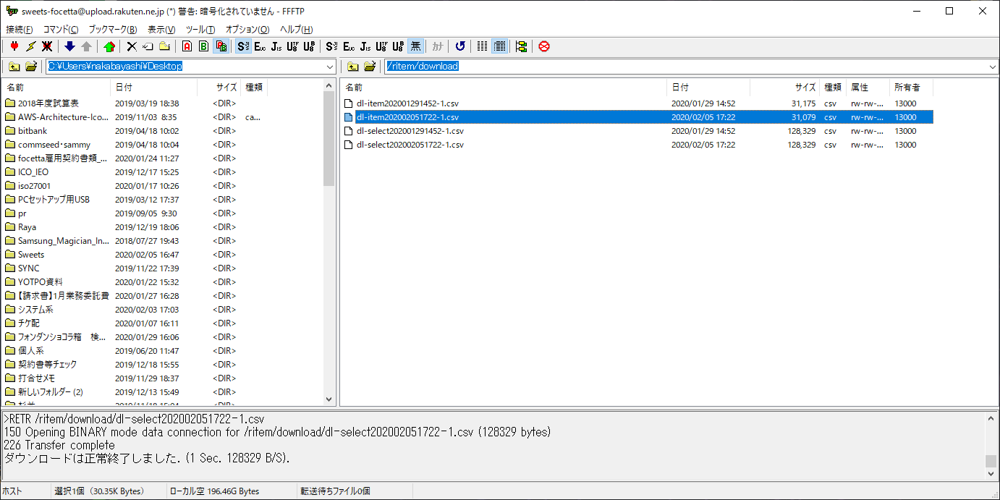 sweets-focetta@upload.rakuten.ne.jp (*) 警告: 暗号化されていません - FFFTP
接続(F) コマンド(C) ブックマーク(B) 表示(V) ツール(T) オプション(O) ヘルプ(H)
A B S EUC JIS UTF8 U8B S EUC JIS UTF8 U8B 無 カナ
C:¥Users¥nakabayashi¥Desktop /ritem/download
名前 日付 サイズ 種類
2018年度試算表 2019/03/19 18:38 <DIR>
AWS-Architecture-Ico... 2019/11/03 8:35 <DIR> ca...
bitbank 2019/04/18 10:02 <DIR>
commseed・sammy 2019/04/18 10:04 <DIR>
focetta雇用契約書類_... 2020/01/24 11:27 <DIR>
ICO_IEO 2019/12/17 15:25 <DIR>
iso27001 2020/01/17 10:26 <DIR>
PCセットアップ用USB 2019/03/12 17:37 <DIR>
pr 2019/09/05 9:30 <DIR>
Raya 2019/12/19 18:06 <DIR>
Samsung_Magician_In... 2018/07/27 19:43 <DIR>
Sweets 2020/02/05 16:47 <DIR>
SYNC 2019/11/22 17:39 <DIR>
YOTPO資料 2020/01/22 15:32 <DIR>
【請求書】1月業務委託費 2020/01/27 16:28 <DIR>
システム系 2020/02/03 17:03 <DIR>
チケ配 2020/01/07 16:11 <DIR>
フォンダンショコラ箱　検... 2020/01/29 16:06 <DIR>
個人系 2019/06/20 11:47 <DIR>
契約書等チェック 2019/12/18 15:55 <DIR>
打合せメモ 2019/11/29 18:37 <DIR>
新しいフォルダー (2) 2019/12/13 15:49 <DIR>
名前 日付 サイズ 種類 属性 所有者
dl-item202001291452-1.csv 2020/01/29 14:52 31,175 csv rw-rw-... 13000
dl-item202002051722-1.csv 2020/02/05 17:22 31,079 csv rw-rw-... 13000
dl-select202001291452-1.csv 2020/01/29 14:52 128,329 csv rw-rw-... 13000
dl-select202002051722-1.csv 2020/02/05 17:22 128,329 csv rw-rw-... 13000
>RETR /ritem/download/dl-select202002051722-1.csv
150 Opening BINARY mode data connection for /ritem/download/dl-select202002051722-1.csv (128329 bytes)
226 Transfer complete
ダウンロードは正常終了しました. (1 Sec. 128329 B/S).
ホスト 選択1個（30.35K Bytes） ローカル空 196.46G Bytes 転送待ちファイル0個